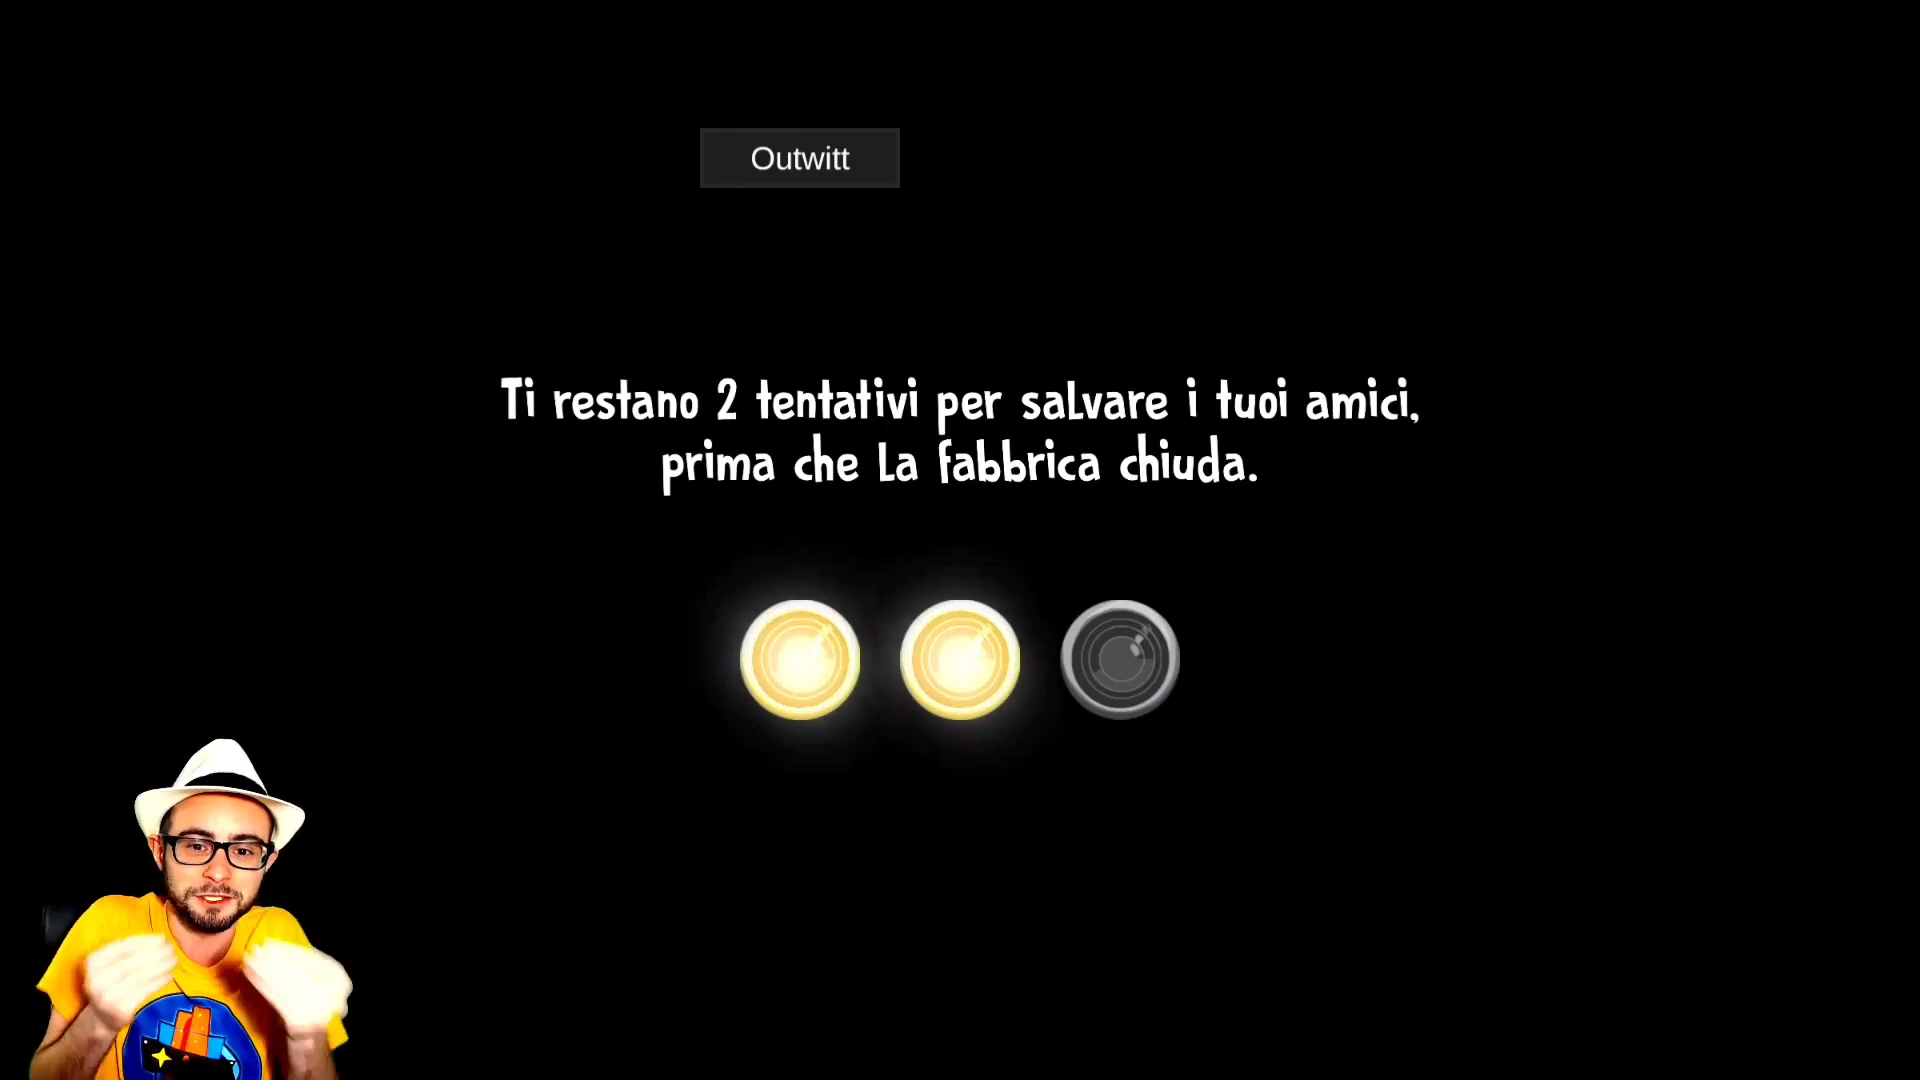 Outwitt
Ti restano 2 tentativi per salvare i tuoi amici,
prima che la fabbrica chiuda.